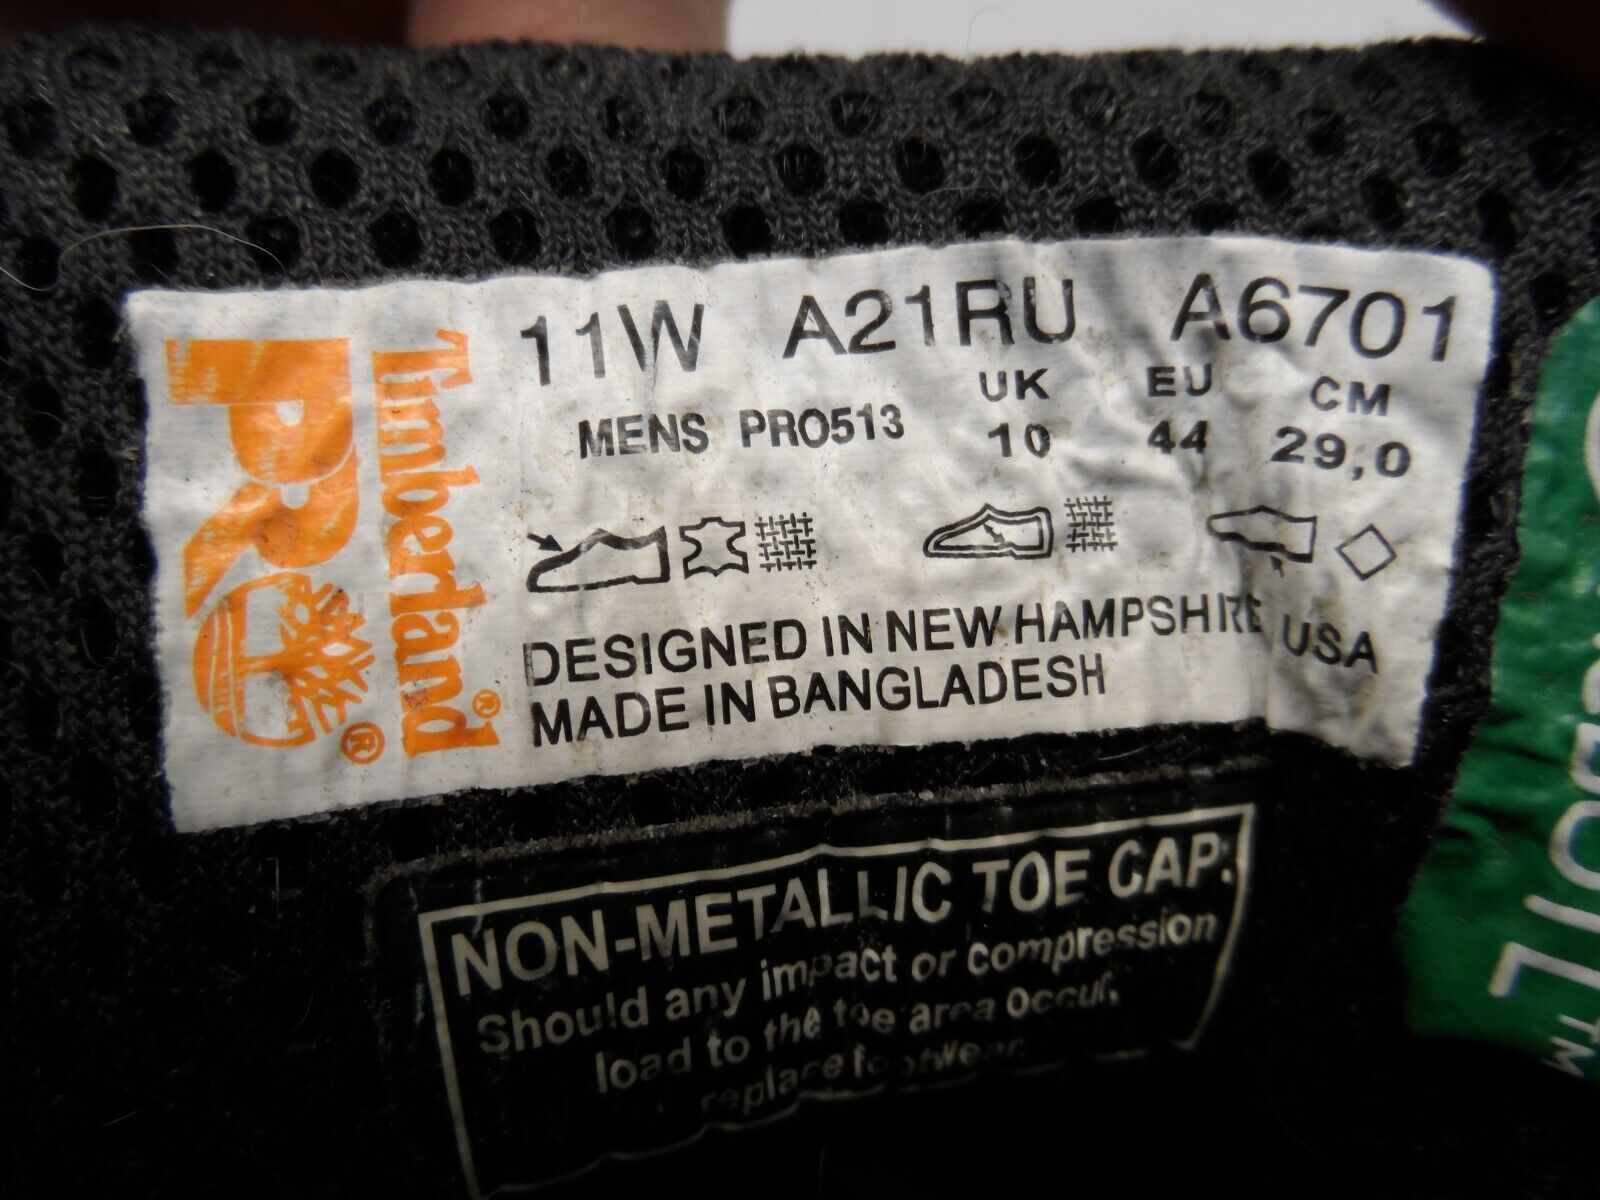 11W A21RU A6701
MENS PRO513 UK 10 EU 44 CM 29,0
DESIGNED IN NEW HAMPSHIRE USA
MADE IN BANGLADESH
PRO®
Timberland®
NON-METALLIC TOE CAP:
Should any impact or compression
load to the toe area occur,
replace footwear.
™